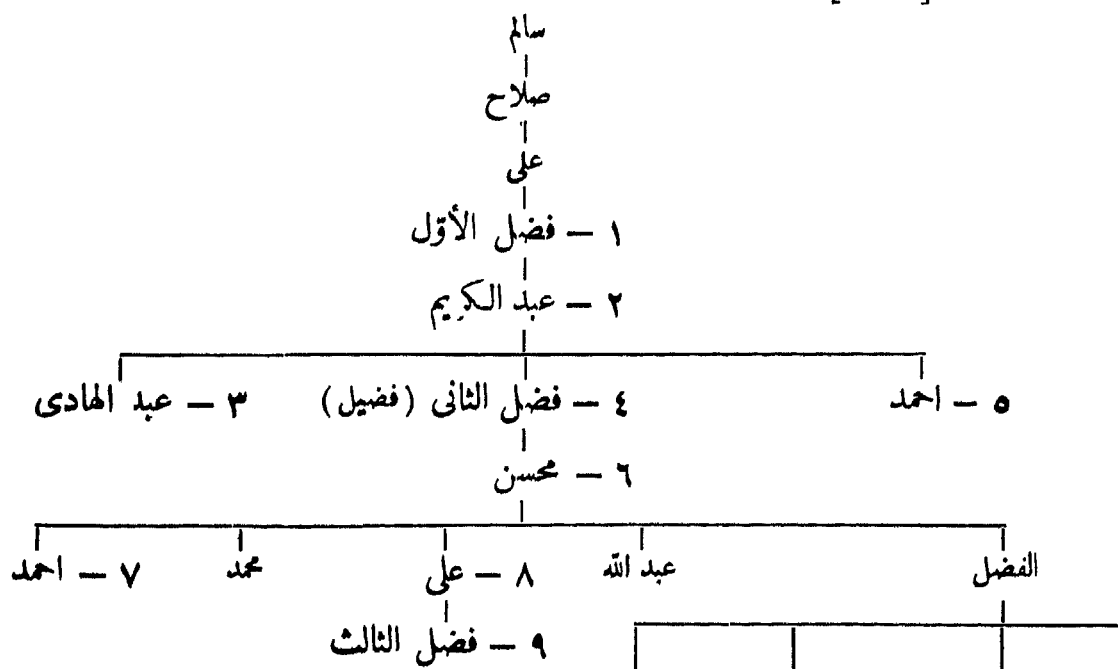 سالم
صلاح
على
١ — فضل الأوّل
٢ — عبد الكريم
٥ — احمد ٤ — فضل الثانى (فضيل) ٣ — عبد الهادى
٦ — محسن
الفضل عبد الله ٨ — على محمد ٧ — احمد
٩ — فضل الثالث